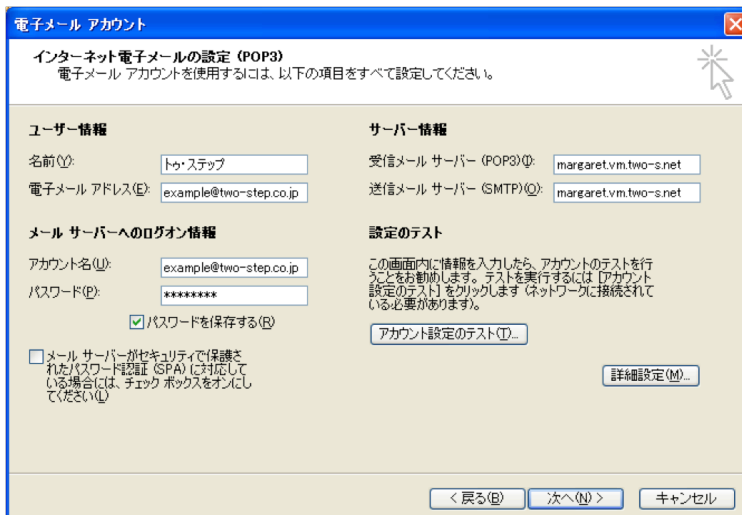 電子メール アカウント
インターネット電子メールの設定 (POP3)
電子メール アカウントを使用するには、以下の項目をすべて設定してください。
ユーザー情報
名前(Y):
トゥ・ステップ
電子メール アドレス(E):
example@two-step.co.jp
メール サーバーへのログオン情報
アカウント名(U):
example@two-step.co.jp
パスワード(P):
********
パスワードを保存する(R)
メール サーバーがセキュリティで保護さ
れたパスワード認証 (SPA) に対応して
いる場合には、チェック ボックスをオンにし
てください(L)
サーバー情報
受信メール サーバー (POP3)(I):
margaret.vm.two-s.net
送信メール サーバー (SMTP)(O):
margaret.vm.two-s.net
設定のテスト
この画面内に情報を入力したら、アカウントのテストを行
うことをお勧めします。テストを実行するには [アカウント
設定のテスト] をクリックします (ネットワークに接続されて
いる必要があります)。
アカウント設定のテスト(T)...
詳細設定(M)...
< 戻る(B)
次へ(N) >
キャンセル